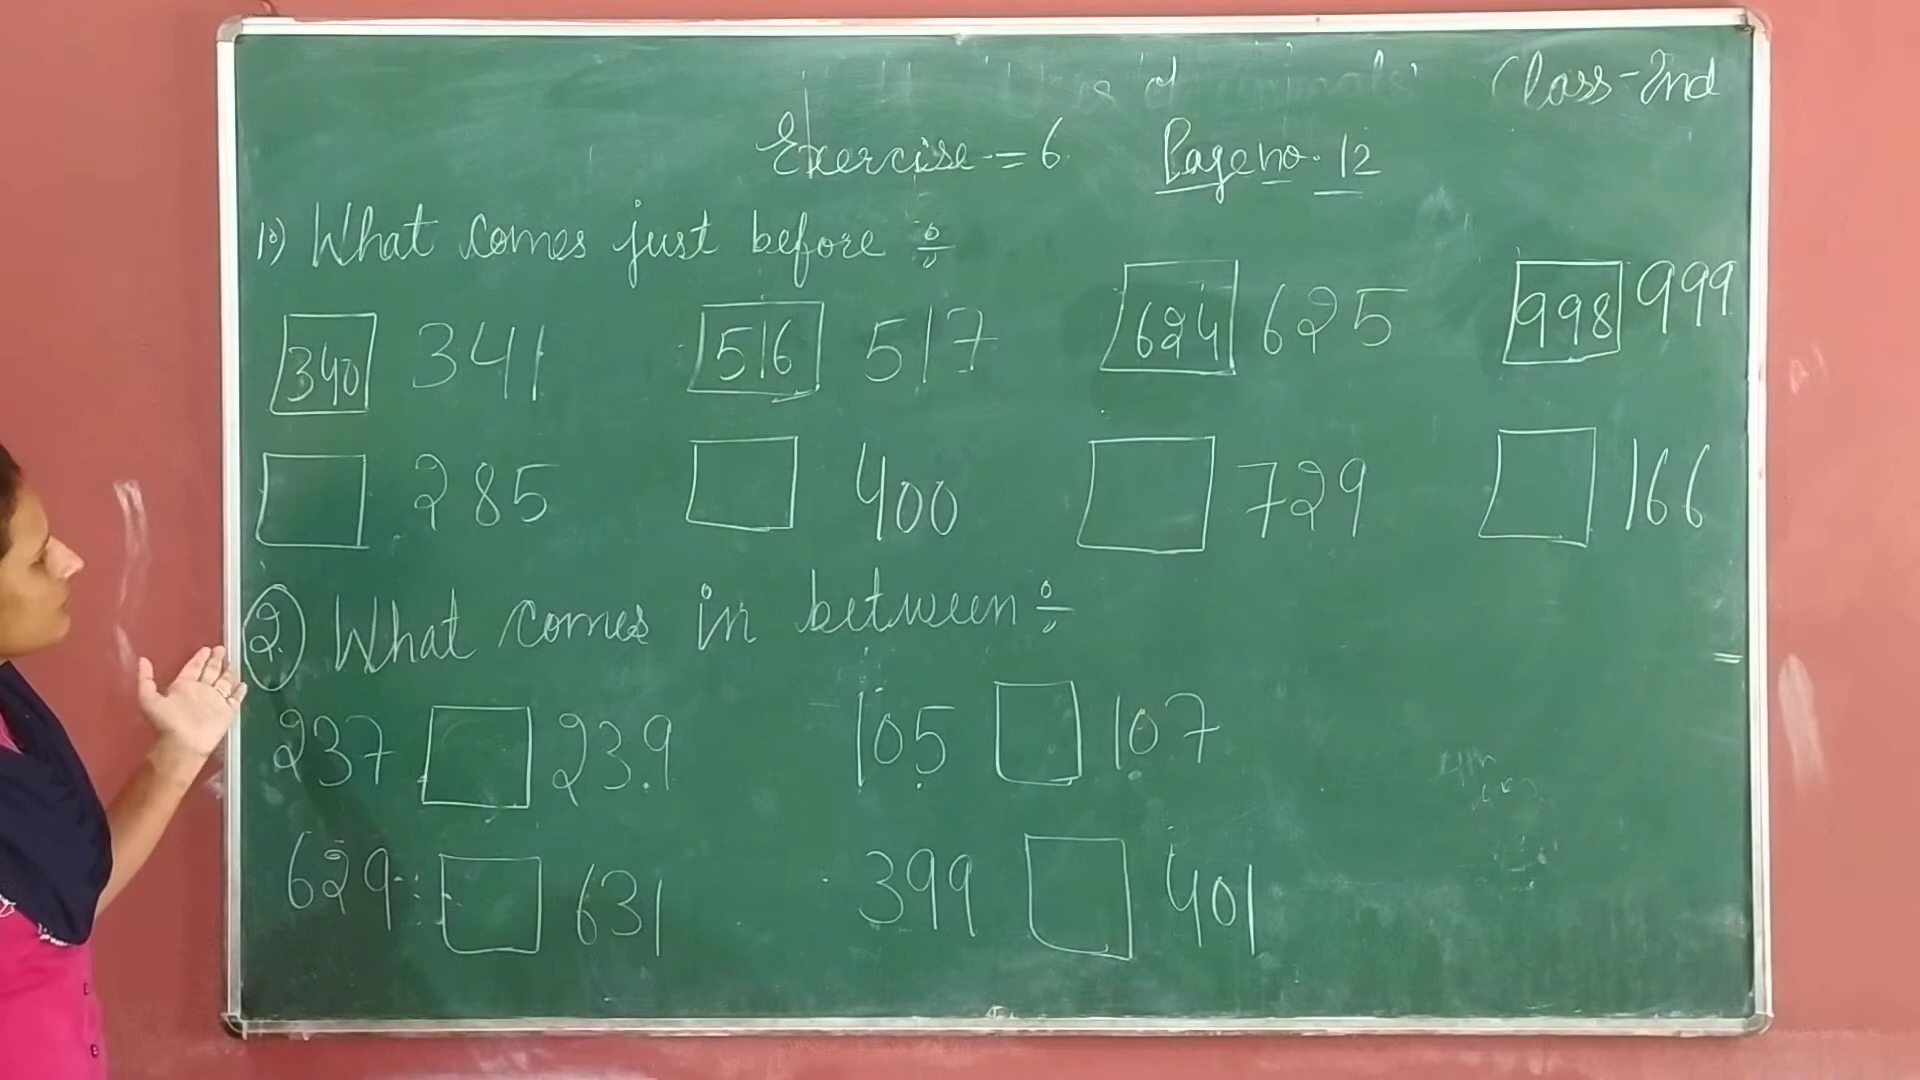 Class-2nd
Exercise-=6. Page no. 12
1) What comes just before ÷
340 341 516 517 624 625 998 999
285 400 729 166
2. What comes in between ÷
237 239 105 107
629 631 399 401